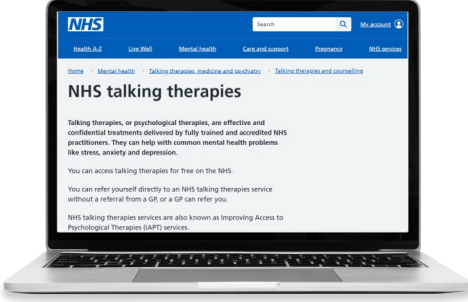 NHS
Search
My account
Health A-Z Live Well Mental health Care and support Pregnancy NHS services
Home Mental health Talking therapies, medicine and psychiatry Talking therapies and counselling
NHS talking therapies
Talking therapies, or psychological therapies, are effective and
confidential treatments delivered by fully trained and accredited NHS
practitioners. They can help with common mental health problems
like stress, anxiety and depression.
You can access talking therapies for free on the NHS.
You can refer yourself directly to an NHS talking therapies service
without a referral from a GP, or a GP can refer you.
NHS talking therapies services are also known as Improving Access to
Psychological Therapies (IAPT) services.